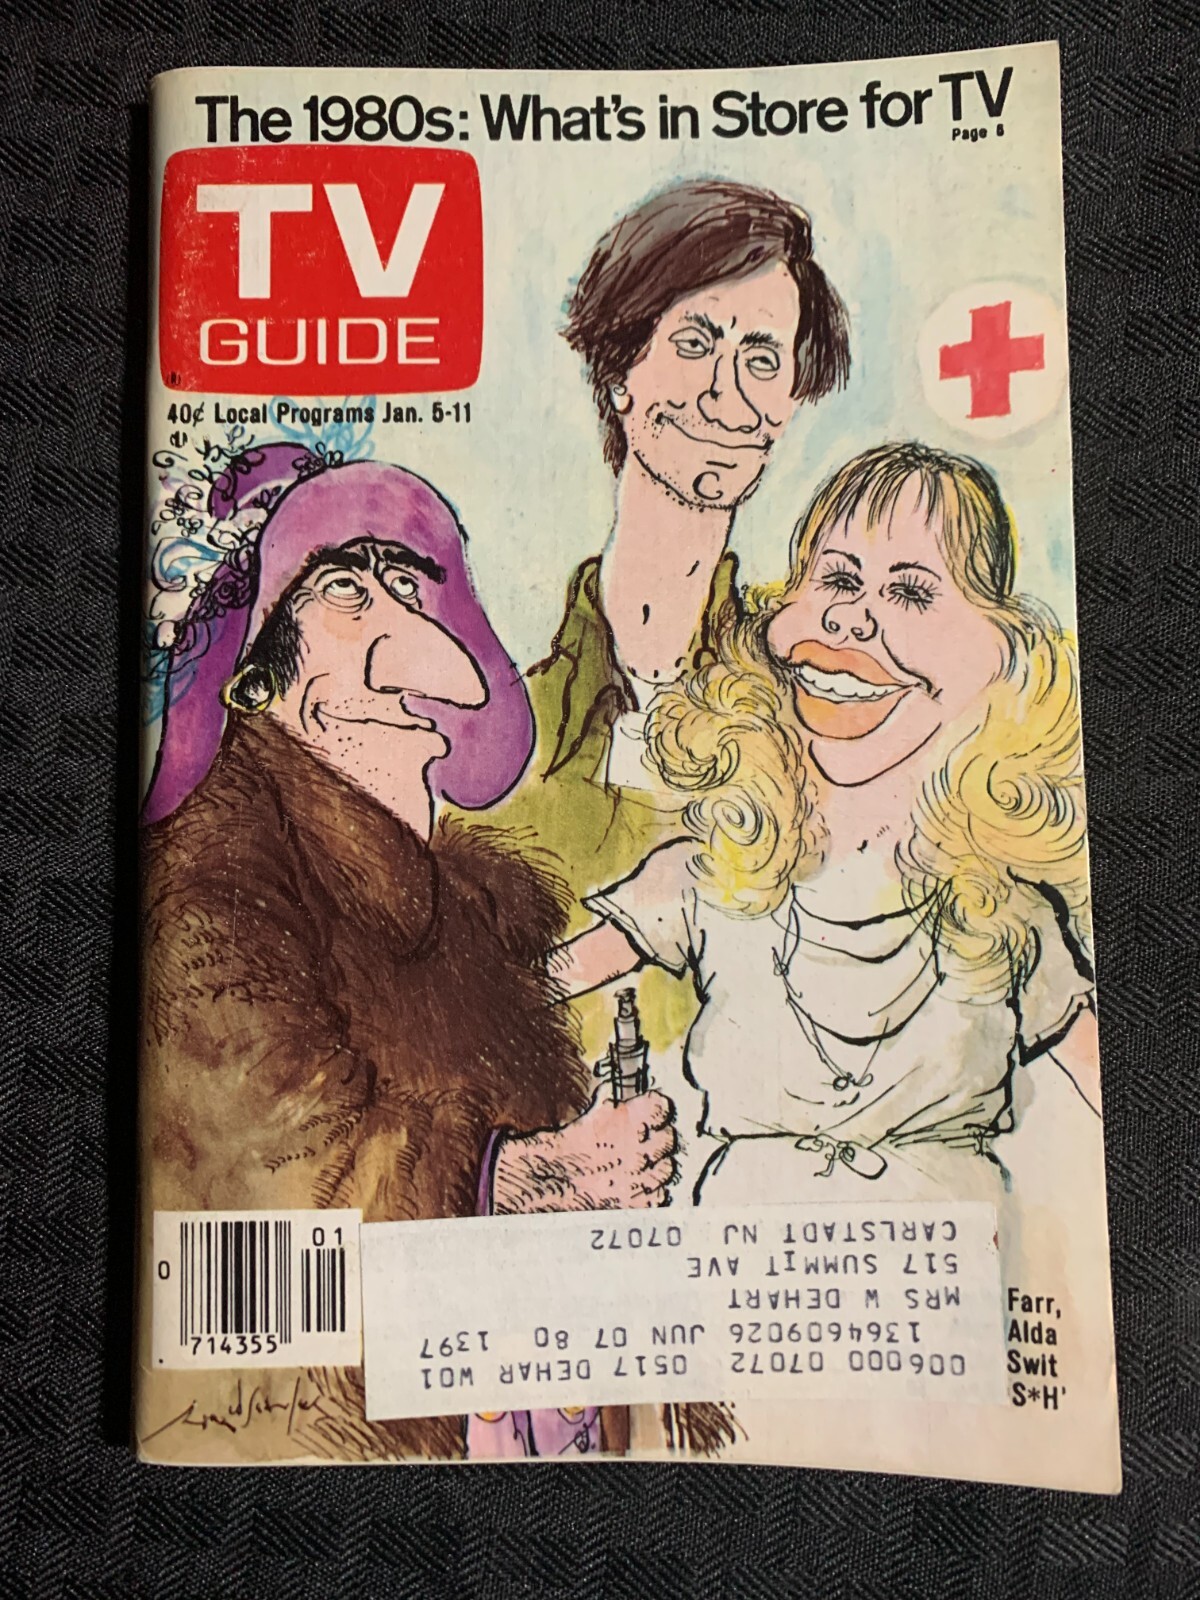 The 1980s: What's in Store for TV
Page 6
TV
GUIDE
40¢ Local Programs Jan. 5-11
0
714355
01
006000 07072 0517 DEHAR W01
1364609026 JUN 07 80 1397
MRS W DEHART
517 SUMMIT AVE
CARLSTADT NJ 07072
Farr,
Alda
Swit
'S*H'